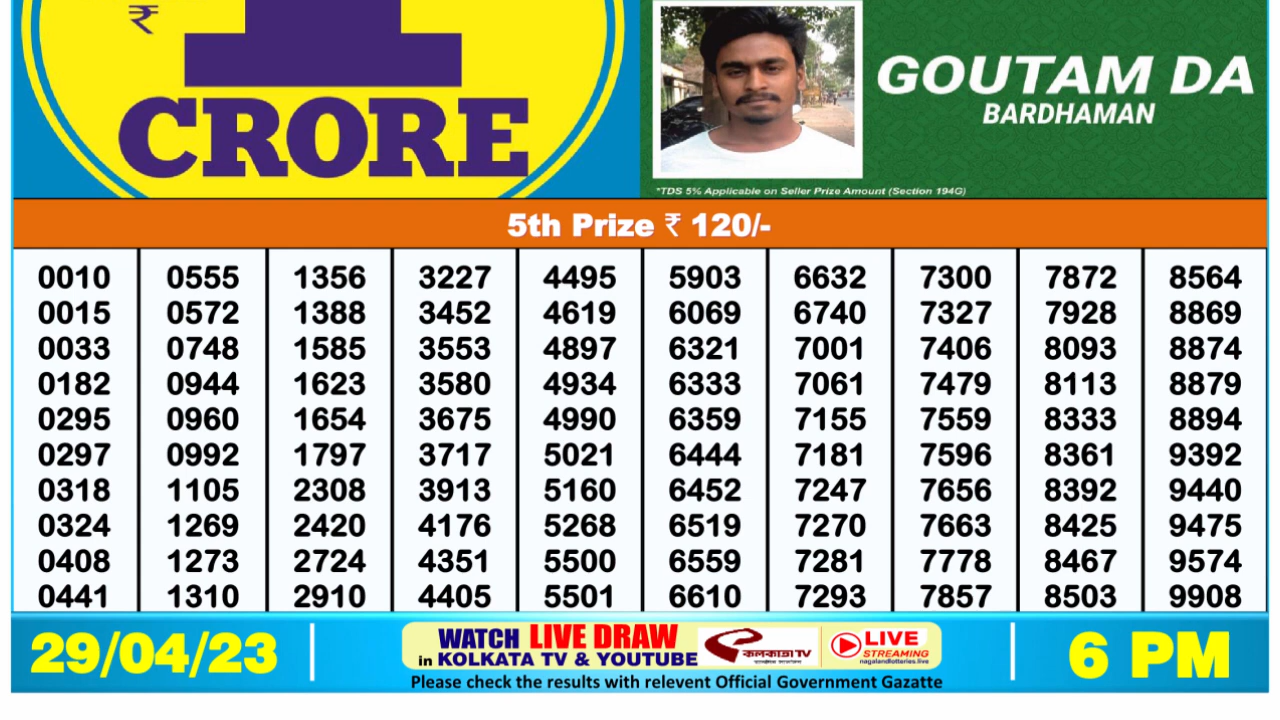 ₹ 1
CRORE
GOUTAM DA
BARDHAMAN
*TDS 5% Applicable on Seller Prize Amount (Section 194G)
5th Prize ₹ 120/-
0010 0555 1356 3227 4495 5903 6632 7300 7872 8564
0015 0572 1388 3452 4619 6069 6740 7327 7928 8869
0033 0748 1585 3553 4897 6321 7001 7406 8093 8874
0182 0944 1623 3580 4934 6333 7061 7479 8113 8879
0295 0960 1654 3675 4990 6359 7155 7559 8333 8894
0297 0992 1797 3717 5021 6444 7181 7596 8361 9392
0318 1105 2308 3913 5160 6452 7247 7656 8392 9440
0324 1269 2420 4176 5268 6519 7270 7663 8425 9475
0408 1273 2724 4351 5500 6559 7281 7778 8467 9574
0441 1310 2910 4405 5501 6610 7293 7857 8503 9908
29/04/23
WATCH LIVE DRAW
in KOLKATA TV & YOUTUBE
কলকাতা TV
LIVE
STREAMING
nagalandlotteries.live
Please check the results with relevent Official Government Gazatte
6 PM